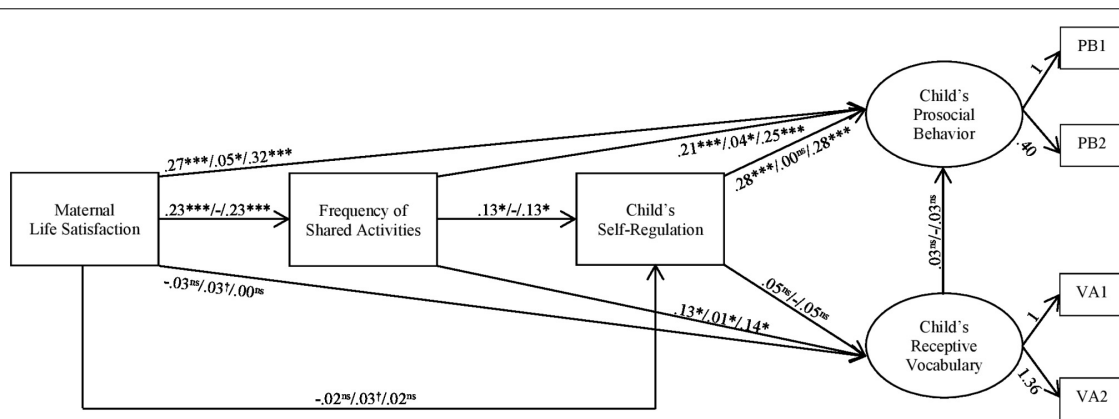 PB1
1
Child's
Prosocial
Behavior
.40
PB2
.27***/.05*/.32***
.21***/.04*/.25***
.28***/.00ns/.28***
Maternal
Life Satisfaction
.23***/-/.23***
Frequency of
Shared Activities
.13*/-/.13*
Child's
Self-Regulation
.03ns/-/.03ns
-.03ns/.03†/.00ns
.13*/.01*/.14*
.05ns/-/.05ns
VA1
1
Child's
Receptive
Vocabulary
1.36
VA2
-.02ns/.03†/.02ns